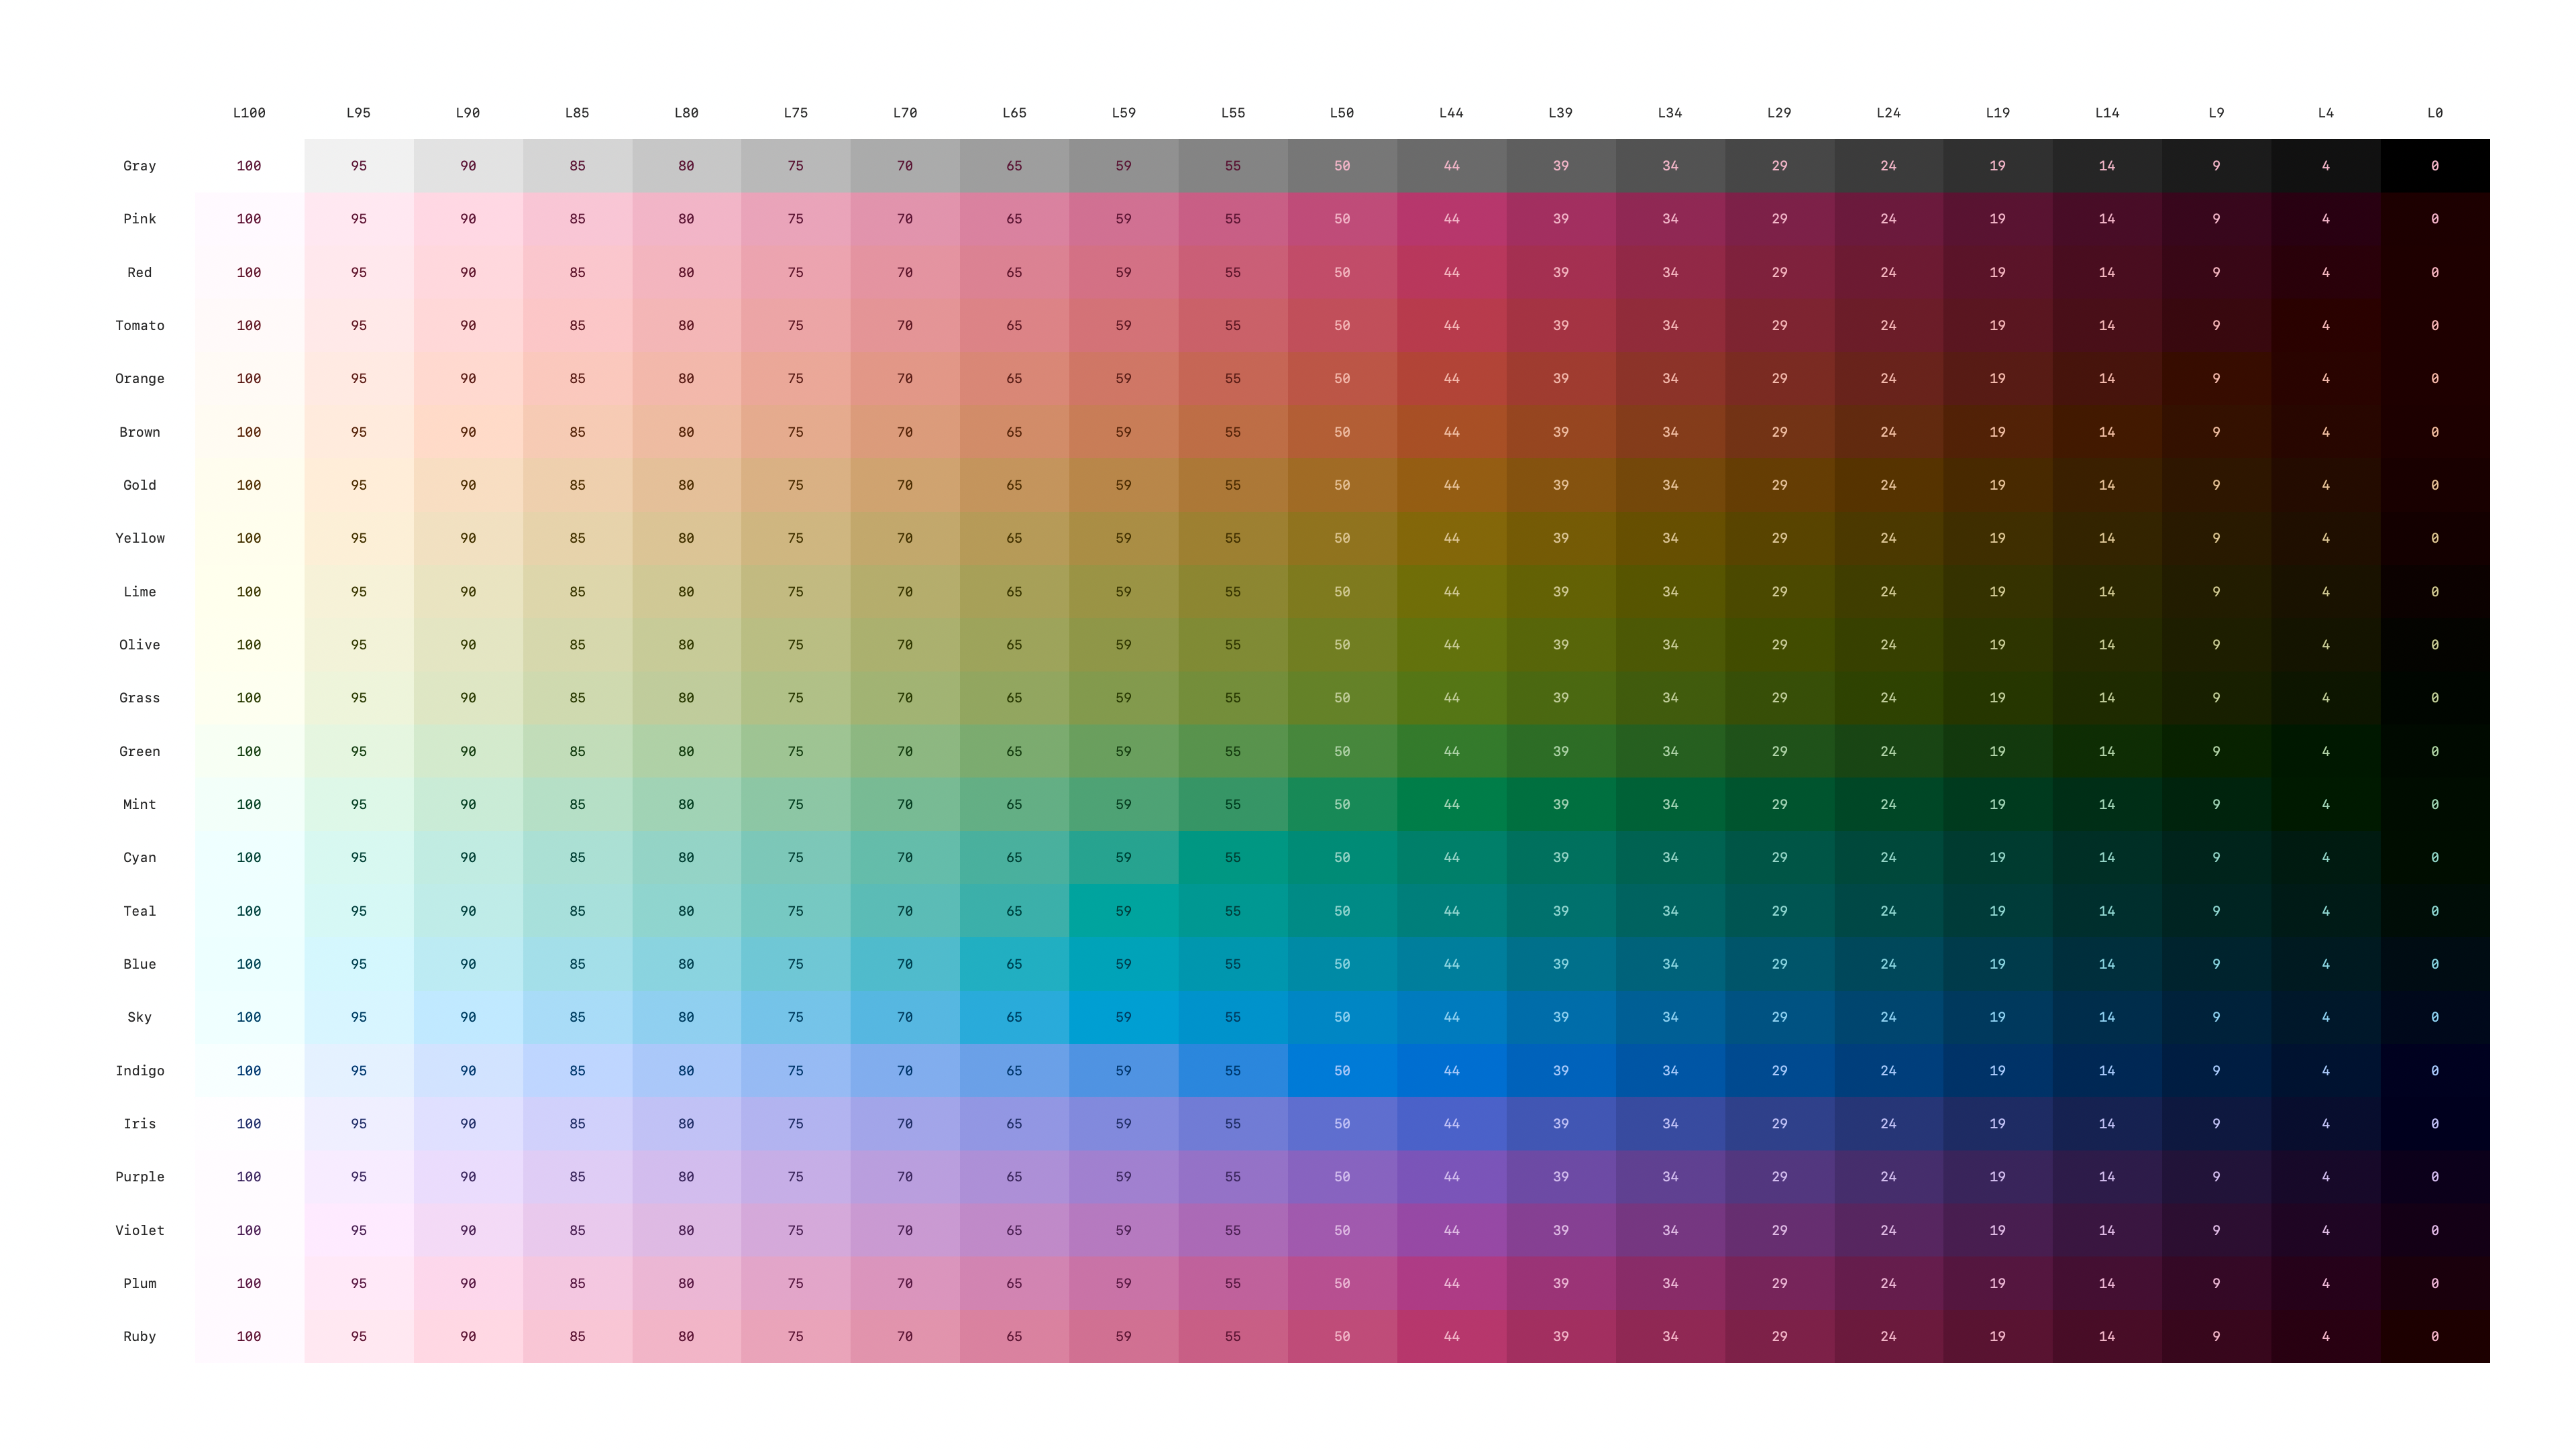 L100 L95 L90 L85 L80 L75 L70 L65 L59 L55 L50 L44 L39 L34 L29 L24 L19 L14 L9 L4 L0
Gray 100 95 90 85 80 75 70 65 59 55 50 44 39 34 29 24 19 14 9 4 0
Pink 100 95 90 85 80 75 70 65 59 55 50 44 39 34 29 24 19 14 9 4 0
Red 100 95 90 85 80 75 70 65 59 55 50 44 39 34 29 24 19 14 9 4 0
Tomato 100 95 90 85 80 75 70 65 59 55 50 44 39 34 29 24 19 14 9 4 0
Orange 100 95 90 85 80 75 70 65 59 55 50 44 39 34 29 24 19 14 9 4 0
Brown 100 95 90 85 80 75 70 65 59 55 50 44 39 34 29 24 19 14 9 4 0
Gold 100 95 90 85 80 75 70 65 59 55 50 44 39 34 29 24 19 14 9 4 0
Yellow 100 95 90 85 80 75 70 65 59 55 50 44 39 34 29 24 19 14 9 4 0
Lime 100 95 90 85 80 75 70 65 59 55 50 44 39 34 29 24 19 14 9 4 0
Olive 100 95 90 85 80 75 70 65 59 55 50 44 39 34 29 24 19 14 9 4 0
Grass 100 95 90 85 80 75 70 65 59 55 50 44 39 34 29 24 19 14 9 4 0
Green 100 95 90 85 80 75 70 65 59 55 50 44 39 34 29 24 19 14 9 4 0
Mint 100 95 90 85 80 75 70 65 59 55 50 44 39 34 29 24 19 14 9 4 0
Cyan 100 95 90 85 80 75 70 65 59 55 50 44 39 34 29 24 19 14 9 4 0
Teal 100 95 90 85 80 75 70 65 59 55 50 44 39 34 29 24 19 14 9 4 0
Blue 100 95 90 85 80 75 70 65 59 55 50 44 39 34 29 24 19 14 9 4 0
Sky 100 95 90 85 80 75 70 65 59 55 50 44 39 34 29 24 19 14 9 4 0
Indigo 100 95 90 85 80 75 70 65 59 55 50 44 39 34 29 24 19 14 9 4 0
Iris 100 95 90 85 80 75 70 65 59 55 50 44 39 34 29 24 19 14 9 4 0
Purple 100 95 90 85 80 75 70 65 59 55 50 44 39 34 29 24 19 14 9 4 0
Violet 100 95 90 85 80 75 70 65 59 55 50 44 39 34 29 24 19 14 9 4 0
Plum 100 95 90 85 80 75 70 65 59 55 50 44 39 34 29 24 19 14 9 4 0
Ruby 100 95 90 85 80 75 70 65 59 55 50 44 39 34 29 24 19 14 9 4 0